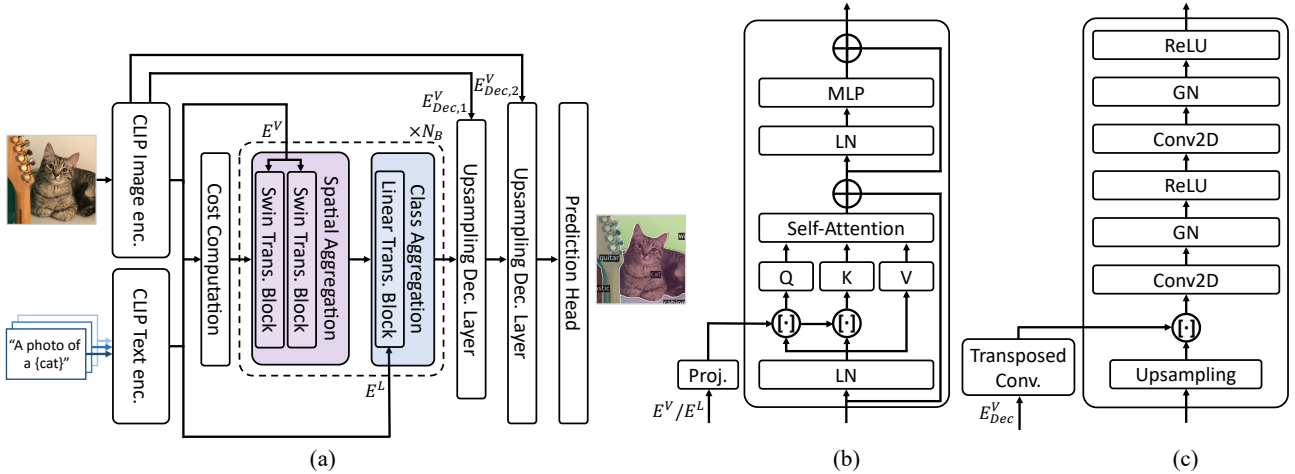 CLIP Image enc.
CLIP Text enc.
“A photo of
a {cat}”
Cost Computation
E^V
Swin Trans. Block
Swin Trans. Block
Spatial Aggregation
Linear Trans. Block
Class Aggregation
×N_B
E^L
E^V_{Dec,1}
E^V_{Dec,2}
Upsampling Dec. Layer
Upsampling Dec. Layer
Prediction Head
guitar
cat
(a)
MLP
LN
Self-Attention
Q
K
V
[·]
[·]
Proj.
LN
E^V/E^L
(b)
ReLU
GN
Conv2D
ReLU
GN
Conv2D
[·]
Transposed
Conv.
Upsampling
E^V_{Dec}
(c)